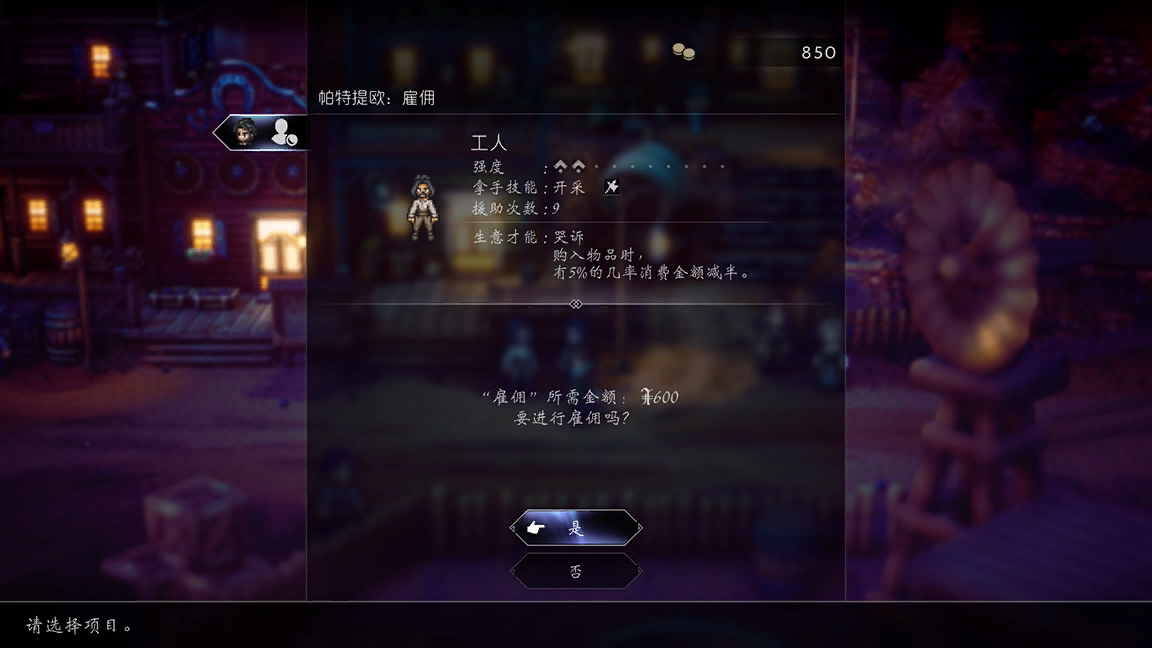 850
帕特提欧：雇佣
工人
强度 :
拿手技能:开采
援助次数:9
生意才能:哭诉
购入物品时，
有5%的几率消费金额减半。
“雇佣”所需金额： 600
要进行雇佣吗?
是
否
请选择项目。